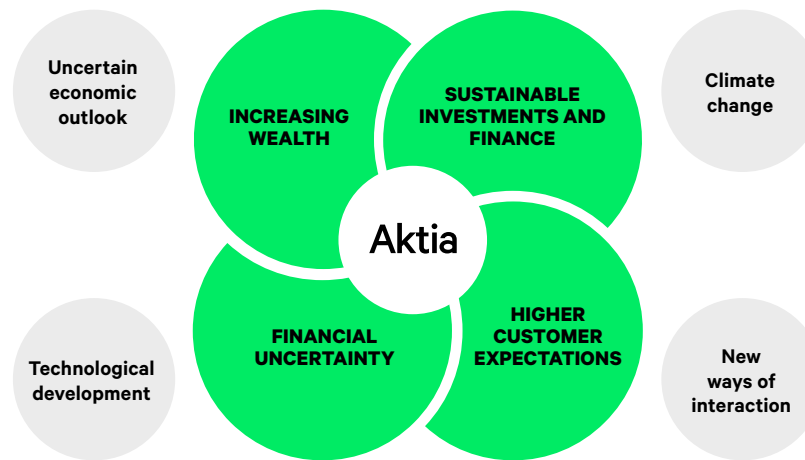 Uncertain
economic
outlook
INCREASING
WEALTH
SUSTAINABLE
INVESTMENTS AND
FINANCE
Climate
change
Aktia
Technological
development
FINANCIAL
UNCERTAINTY
HIGHER
CUSTOMER
EXPECTATIONS
New
ways of
interaction